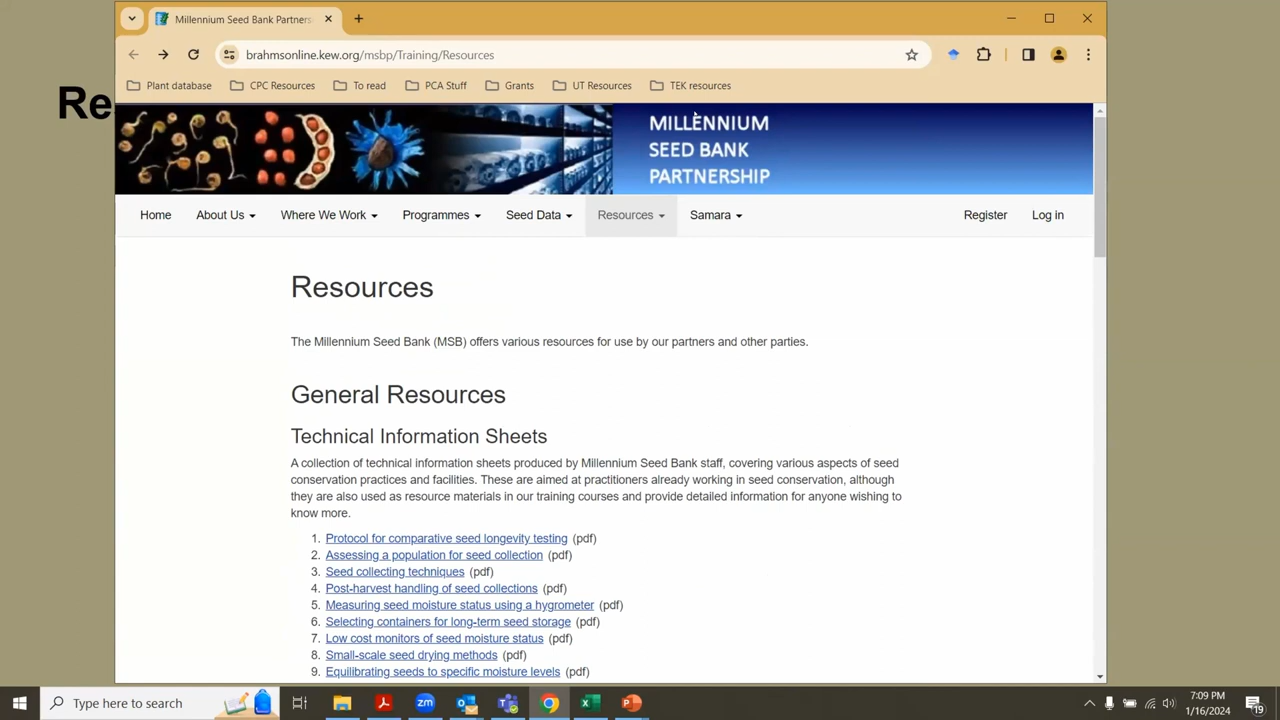 Millennium Seed Bank Partners
brahmsonline.kew.org/msbp/Training/Resources
Plant database
CPC Resources
To read
PCA Stuff
Grants
UT Resources
TEK resources
Re
MILLÈNNIUM
SEED BANK
PARTNERSHIP
Home
About Us
Where We Work
Programmes
Seed Data
Resources
Samara
Register
Log in
Resources
The Millennium Seed Bank (MSB) offers various resources for use by our partners and other parties.
General Resources
Technical Information Sheets
A collection of technical information sheets produced by Millennium Seed Bank staff, covering various aspects of seed
conservation practices and facilities. These are aimed at practitioners already working in seed conservation, although
they are also used as resource materials in our training courses and provide detailed information for anyone wishing to
know more.
1. Protocol for comparative seed longevity testing (pdf)
2. Assessing a population for seed collection (pdf)
3. Seed collecting techniques (pdf)
4. Post-harvest handling of seed collections (pdf)
5. Measuring seed moisture status using a hygrometer (pdf)
6. Selecting containers for long-term seed storage (pdf)
7. Low cost monitors of seed moisture status (pdf)
8. Small-scale seed drying methods (pdf)
9. Equilibrating seeds to specific moisture levels (pdf)
Type here to search
zm
7:09 PM
1/16/2024
19